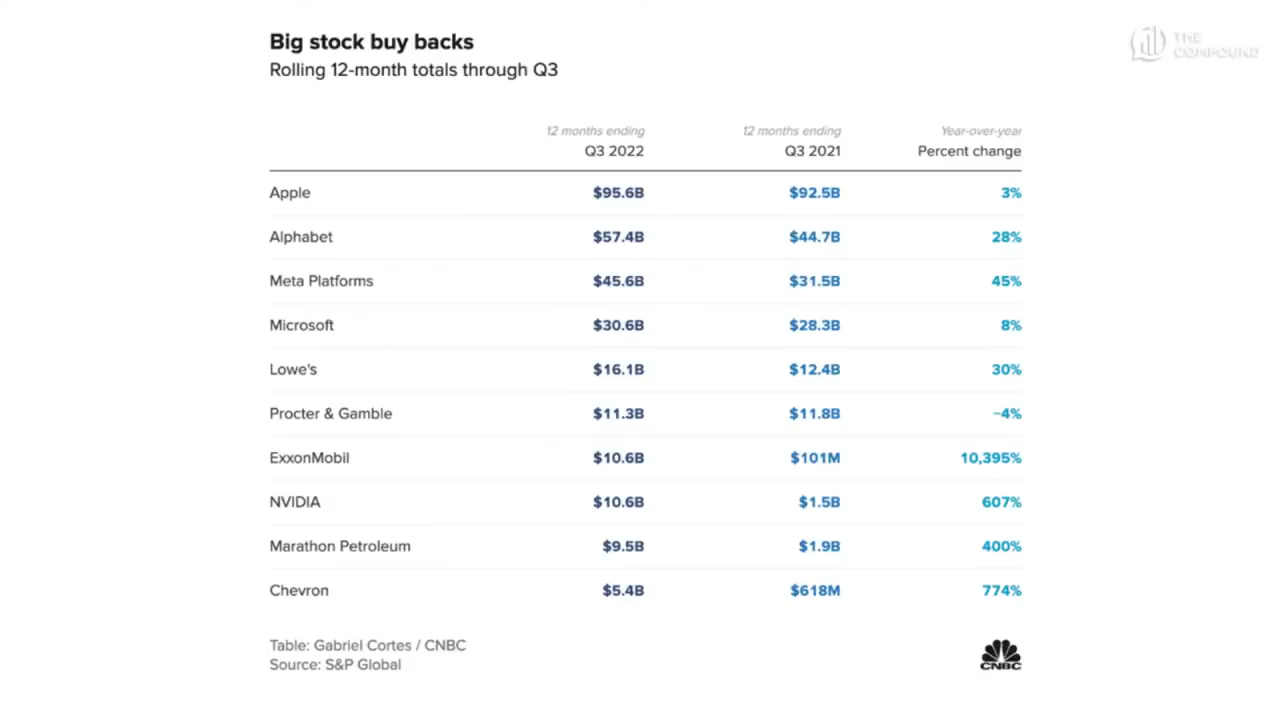 Big stock buy backs
Rolling 12-month totals through Q3
THE
COMPOUND
12 months ending 12 months ending Year-over-year
Q3 2022 Q3 2021 Percent change
Apple $95.6B $92.5B 3%
Alphabet $57.4B $44.7B 28%
Meta Platforms $45.6B $31.5B 45%
Microsoft $30.6B $28.3B 8%
Lowe's $16.1B $12.4B 30%
Procter & Gamble $11.3B $11.8B −4%
ExxonMobil $10.6B $101M 10,395%
NVIDIA $10.6B $1.5B 607%
Marathon Petroleum $9.5B $1.9B 400%
Chevron $5.4B $618M 774%
Table: Gabriel Cortes / CNBC
Source: S&P Global
CNBC